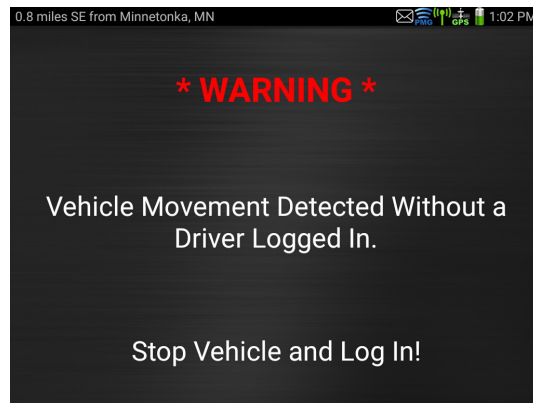 0.8 miles SE from Minnetonka, MN PMG GPS 1:02 PM
* WARNING *
Vehicle Movement Detected Without a
Driver Logged In.
Stop Vehicle and Log In!